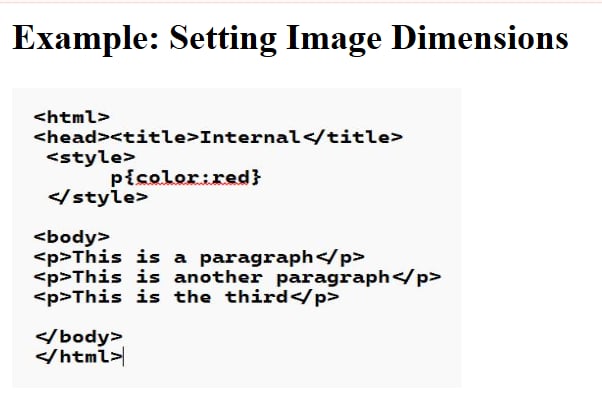 Example: Setting Image Dimensions
<html>
<head><title>Internal</title>
<style>
p{color:red}
</style>
<body>
<p>This is a paragraph</p>
<p>This is another paragraph</p>
<p>This is the third</p>
</body>
</html>